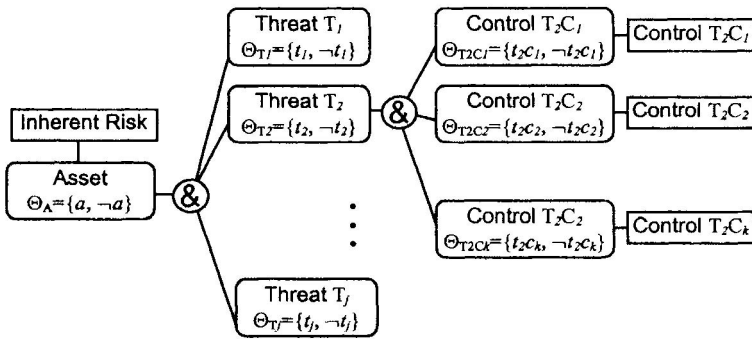 Threat T₁
Θ_T1={t₁, ¬t₁}
Control T₂C₁
Θ_T2C1={t₂c₁, ¬t₂c₁}
Control T₂C₁
Inherent Risk
Threat T₂
Θ_T2={t₂, ¬t₂}
&
Control T₂C₂
Θ_T2C2={t₂c₂, ¬t₂c₂}
Control T₂C₂
Asset
Θ_A={a, ¬a}
&
Control T₂C₂
Θ_T2Ck={t₂cₖ, ¬t₂cₖ}
Control T₂Cₖ
Threat Tⱼ
Θ_Tj={tⱼ, ¬tⱼ}